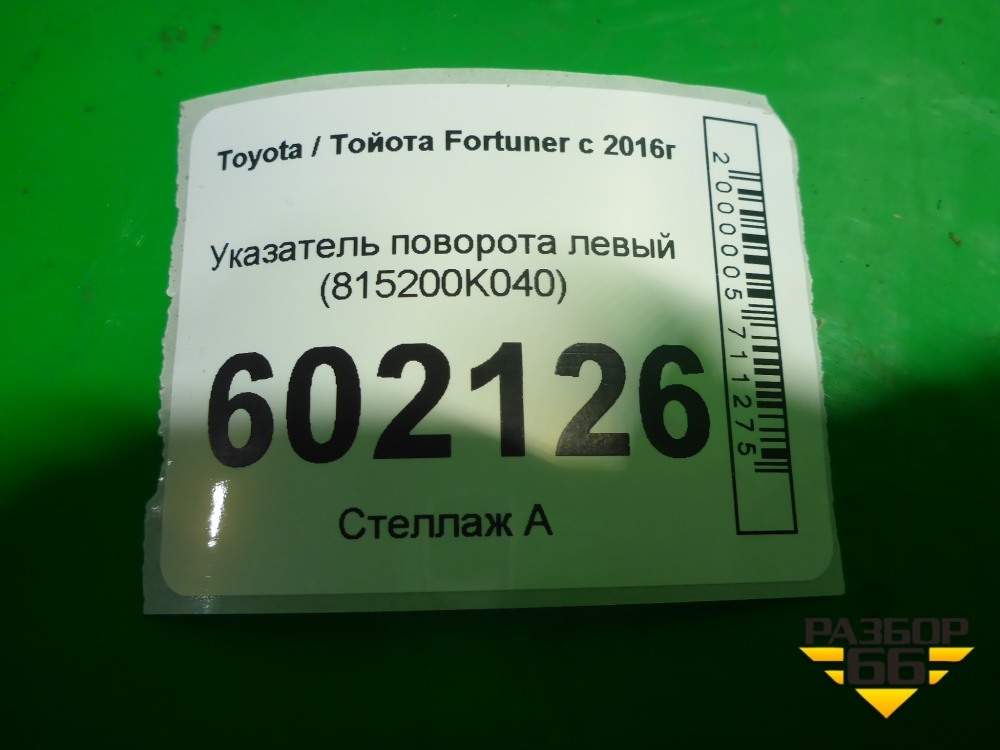 Toyota / Тойота Fortuner с 2016г
Указатель поворота левый
(815200K040)
602126
Стеллаж А
2000005711275
РАЗБОР
66